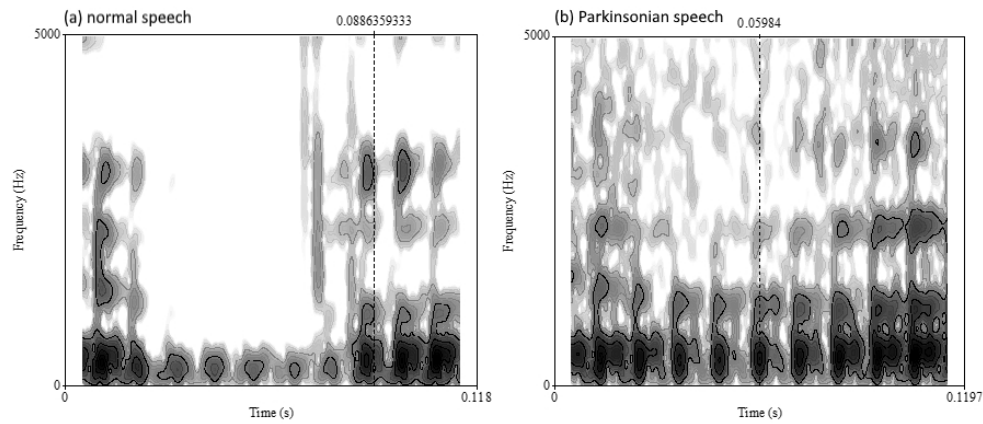 (a) normal speech
0.0886359333
5000
Frequency (Hz)
0
0
0.118
Time (s)
(b) Parkinsonian speech
0.05984
5000
Frequency (Hz)
0
0
0.1197
Time (s)